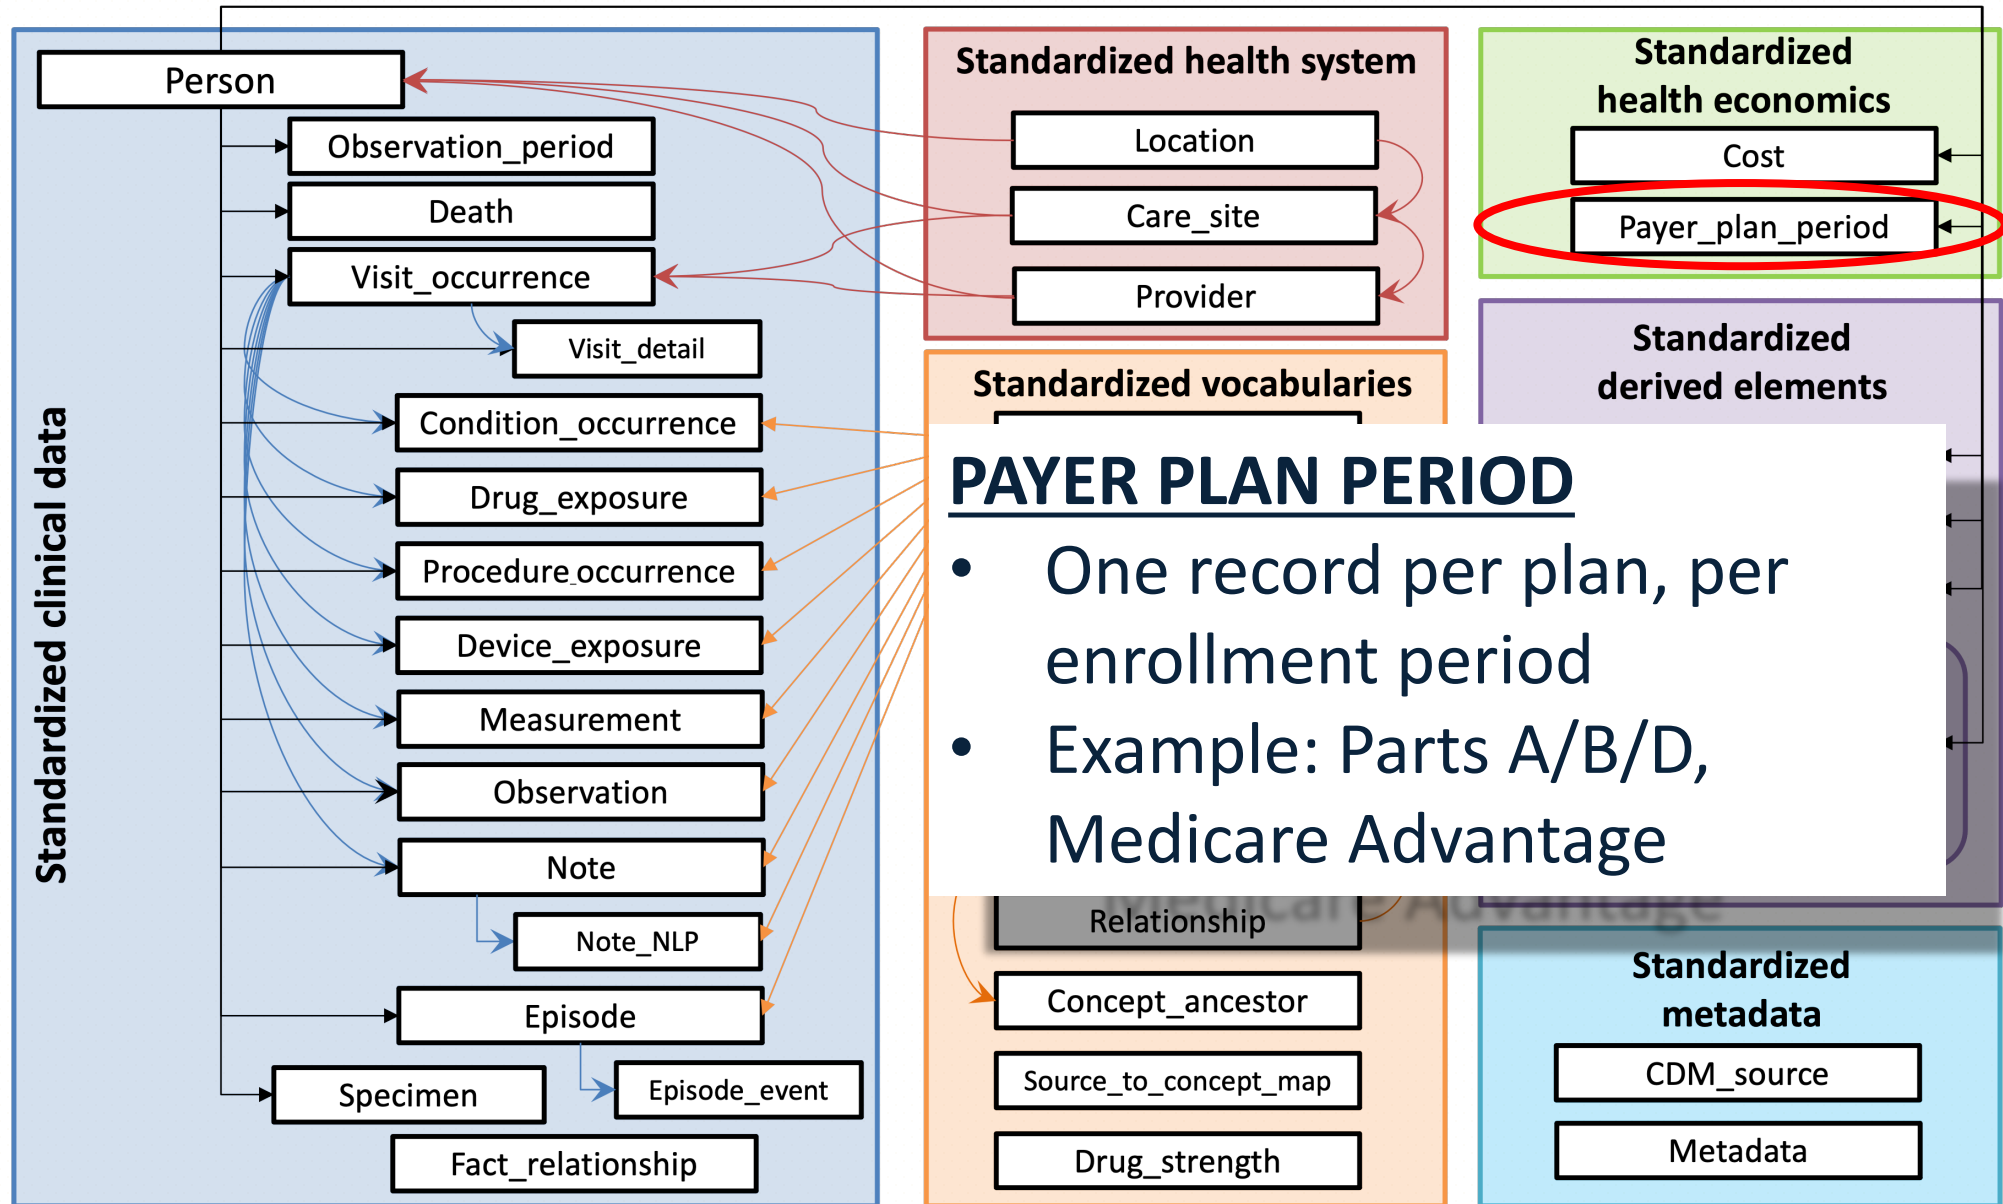 Standardized clinical data
Person
Observation_period
Death
Visit_occurrence
Visit_detail
Condition_occurrence
Drug_exposure
Procedure_occurrence
Device_exposure
Measurement
Observation
Note
Note_NLP
Episode
Specimen
Episode_event
Fact_relationship
Standardized health system
Location
Care_site
Provider
Standardized vocabularies
Relationship
Concept_ancestor
Source_to_concept_map
Drug_strength
Standardized
health economics
Cost
Payer_plan_period
Standardized
derived elements
PAYER PLAN PERIOD
• One record per plan, per
enrollment period
• Example: Parts A/B/D,
Medicare Advantage
Medicare Advantage
Standardized
metadata
CDM_source
Metadata